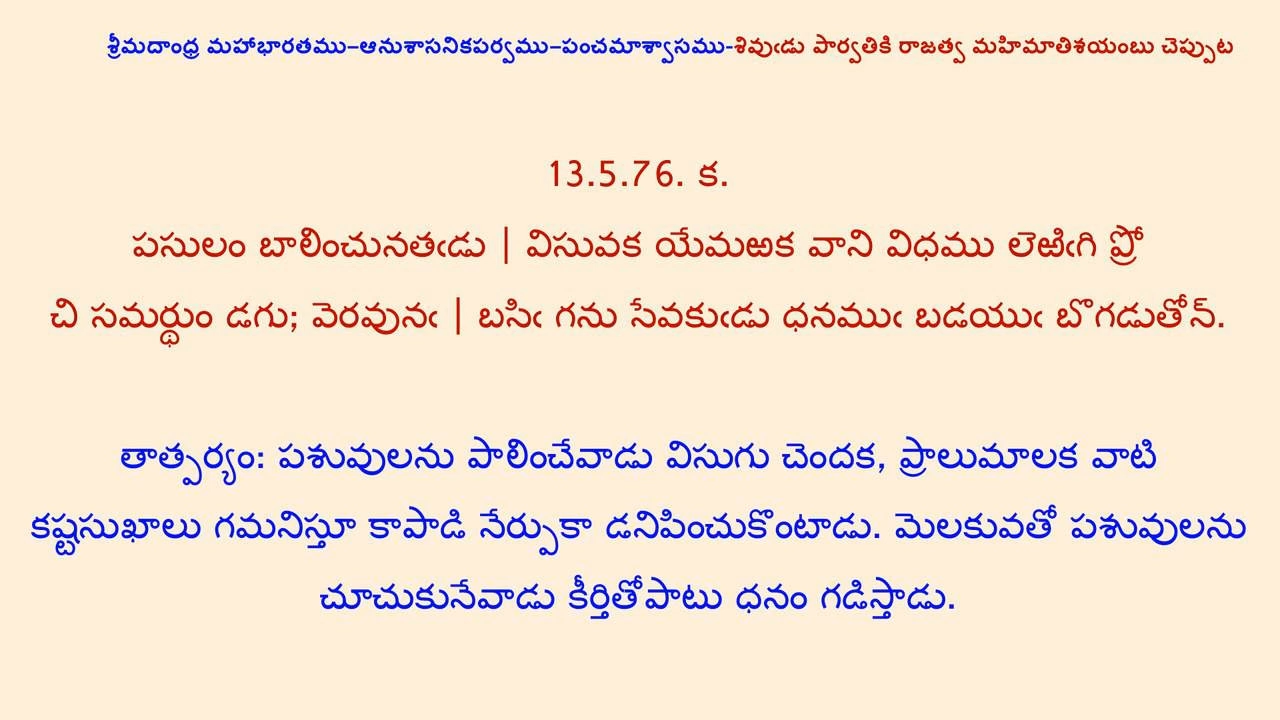 శ్రీమదాంధ్ర మహాభారతము–ఆనుశాసనికపర్వము–పంచమాశ్వాసము-శివుఁడు పార్వతికి రాజత్వ మహిమాతిశయంబు చెప్పుట
13.5.76. క.
పసులం బాలించునతఁడు | విసువక యేమఱక వాని విధము లెఱిఁగి ప్రో
చి సమర్థుం డగు; వెరవునఁ | బసిఁ గను సేవకుఁడు ధనముఁ బడయుఁ బొగడుతోన్.
తాత్పర్యం: పశువులను పాలించేవాడు విసుగు చెందక, ప్రాలుమాలక వాటి
కష్టసుఖాలు గమనిస్తూ కాపాడి నేర్పుకా డనిపించుకొంటాడు. మెలకువతో పశువులను
చూచుకునేవాడు కీర్తితోపాటు ధనం గడిస్తాడు.